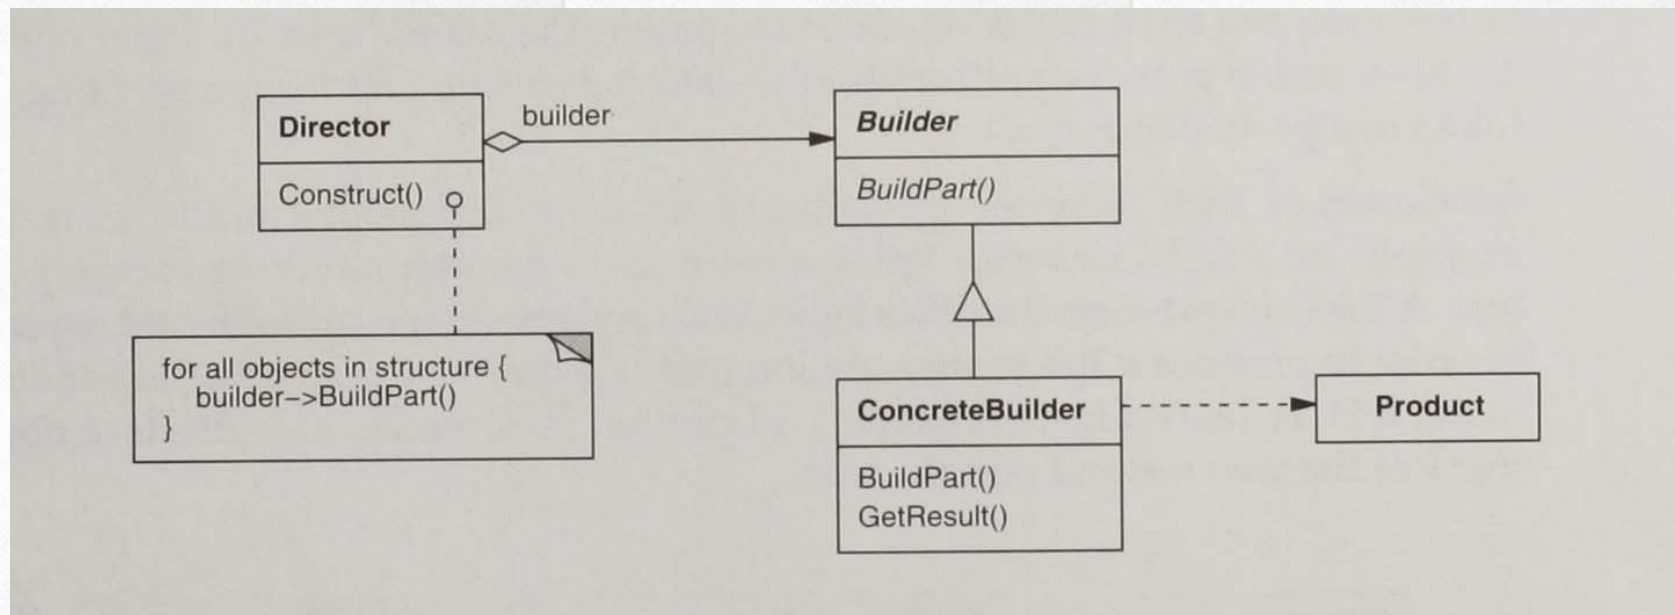 Director
Construct()
builder
Builder
BuildPart()
for all objects in structure {
builder–>BuildPart()
}
ConcreteBuilder
BuildPart()
GetResult()
Product